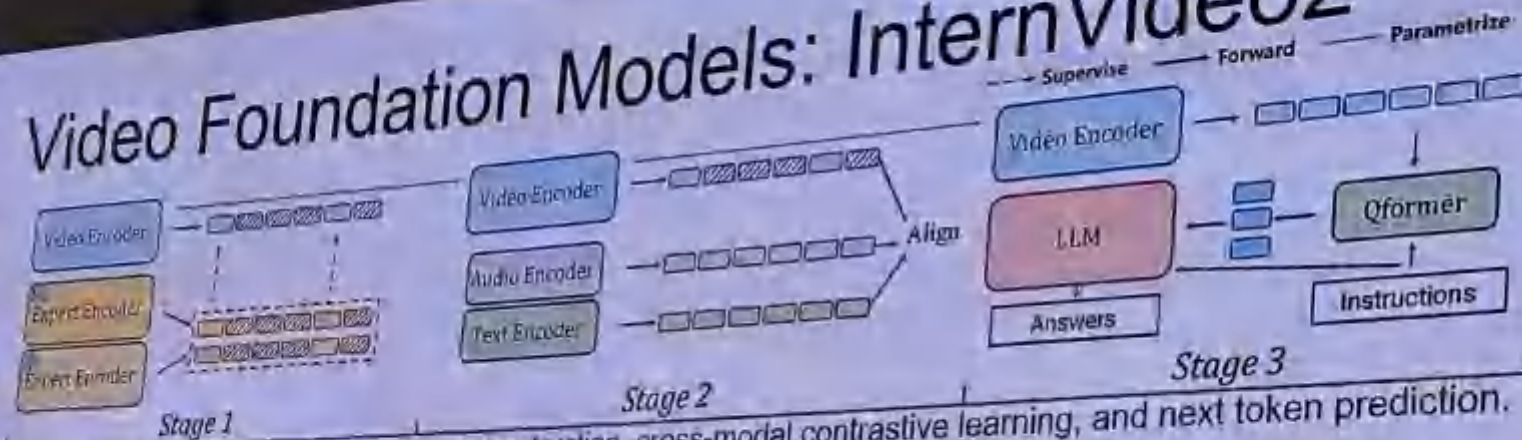 Video Foundation Models: InternVideo2
Supervise
Forward
Parametrize
Video Encoder
Expert Encoder
Expert Encoder
Stage 1
Video Encoder
Audio Encoder
Text Encoder
Align
Stage 2
Video Encoder
LLM
Qformer
Answers
Instructions
Stage 3
cross-modal contrastive learning, and next token prediction.